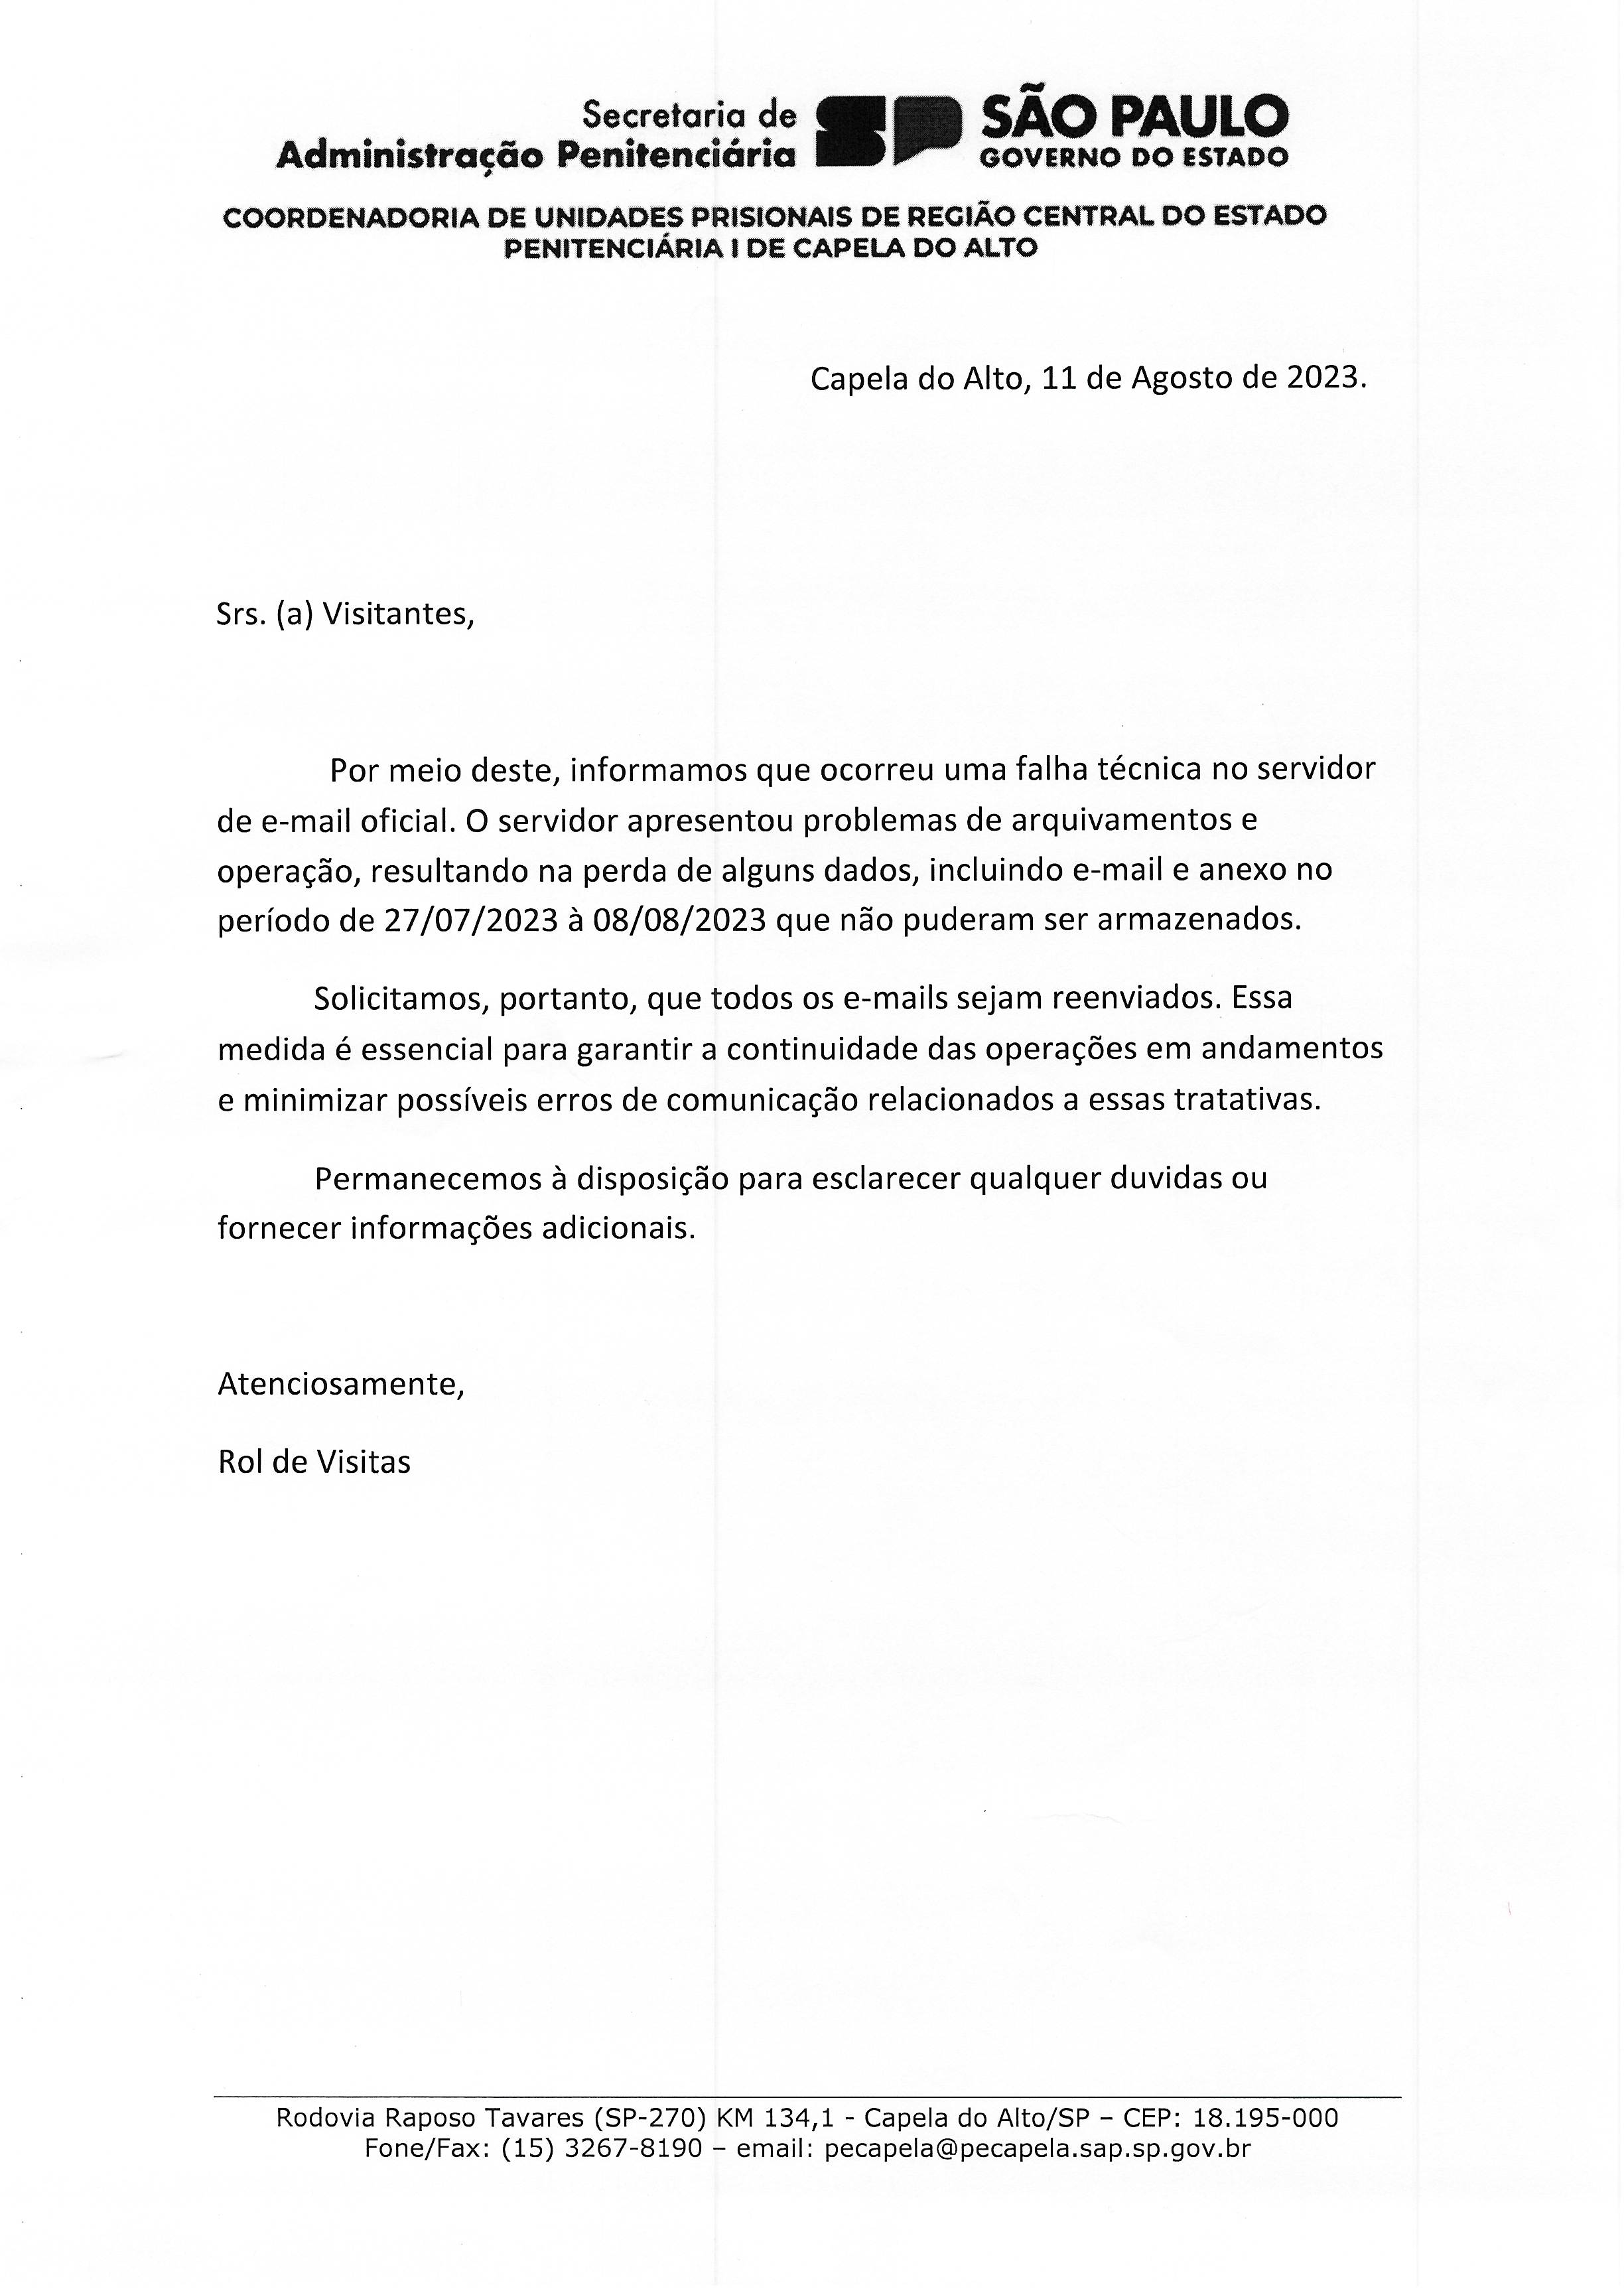 Secretaria de
Administração Penitenciária
SP
SÃO PAULO
GOVERNO DO ESTADO
COORDENADORIA DE UNIDADES PRISIONAIS DE REGIÃO CENTRAL DO ESTADO
PENITENCIÁRIA I DE CAPELA DO ALTO
Capela do Alto, 11 de Agosto de 2023.
Srs. (a) Visitantes,
Por meio deste, informamos que ocorreu uma falha técnica no servidor
de e-mail oficial. O servidor apresentou problemas de arquivamentos e
operação, resultando na perda de alguns dados, incluindo e-mail e anexo no
período de 27/07/2023 à 08/08/2023 que não puderam ser armazenados.
Solicitamos, portanto, que todos os e-mails sejam reenviados. Essa
medida é essencial para garantir a continuidade das operações em andamentos
e minimizar possíveis erros de comunicação relacionados a essas tratativas.
Permanecemos à disposição para esclarecer qualquer duvidas ou
fornecer informações adicionais.
Atenciosamente,
Rol de Visitas
Rodovia Raposo Tavares (SP-270) KM 134,1 - Capela do Alto/SP – CEP: 18.195-000
Fone/Fax: (15) 3267-8190 – email: pecapela@pecapela.sap.sp.gov.br